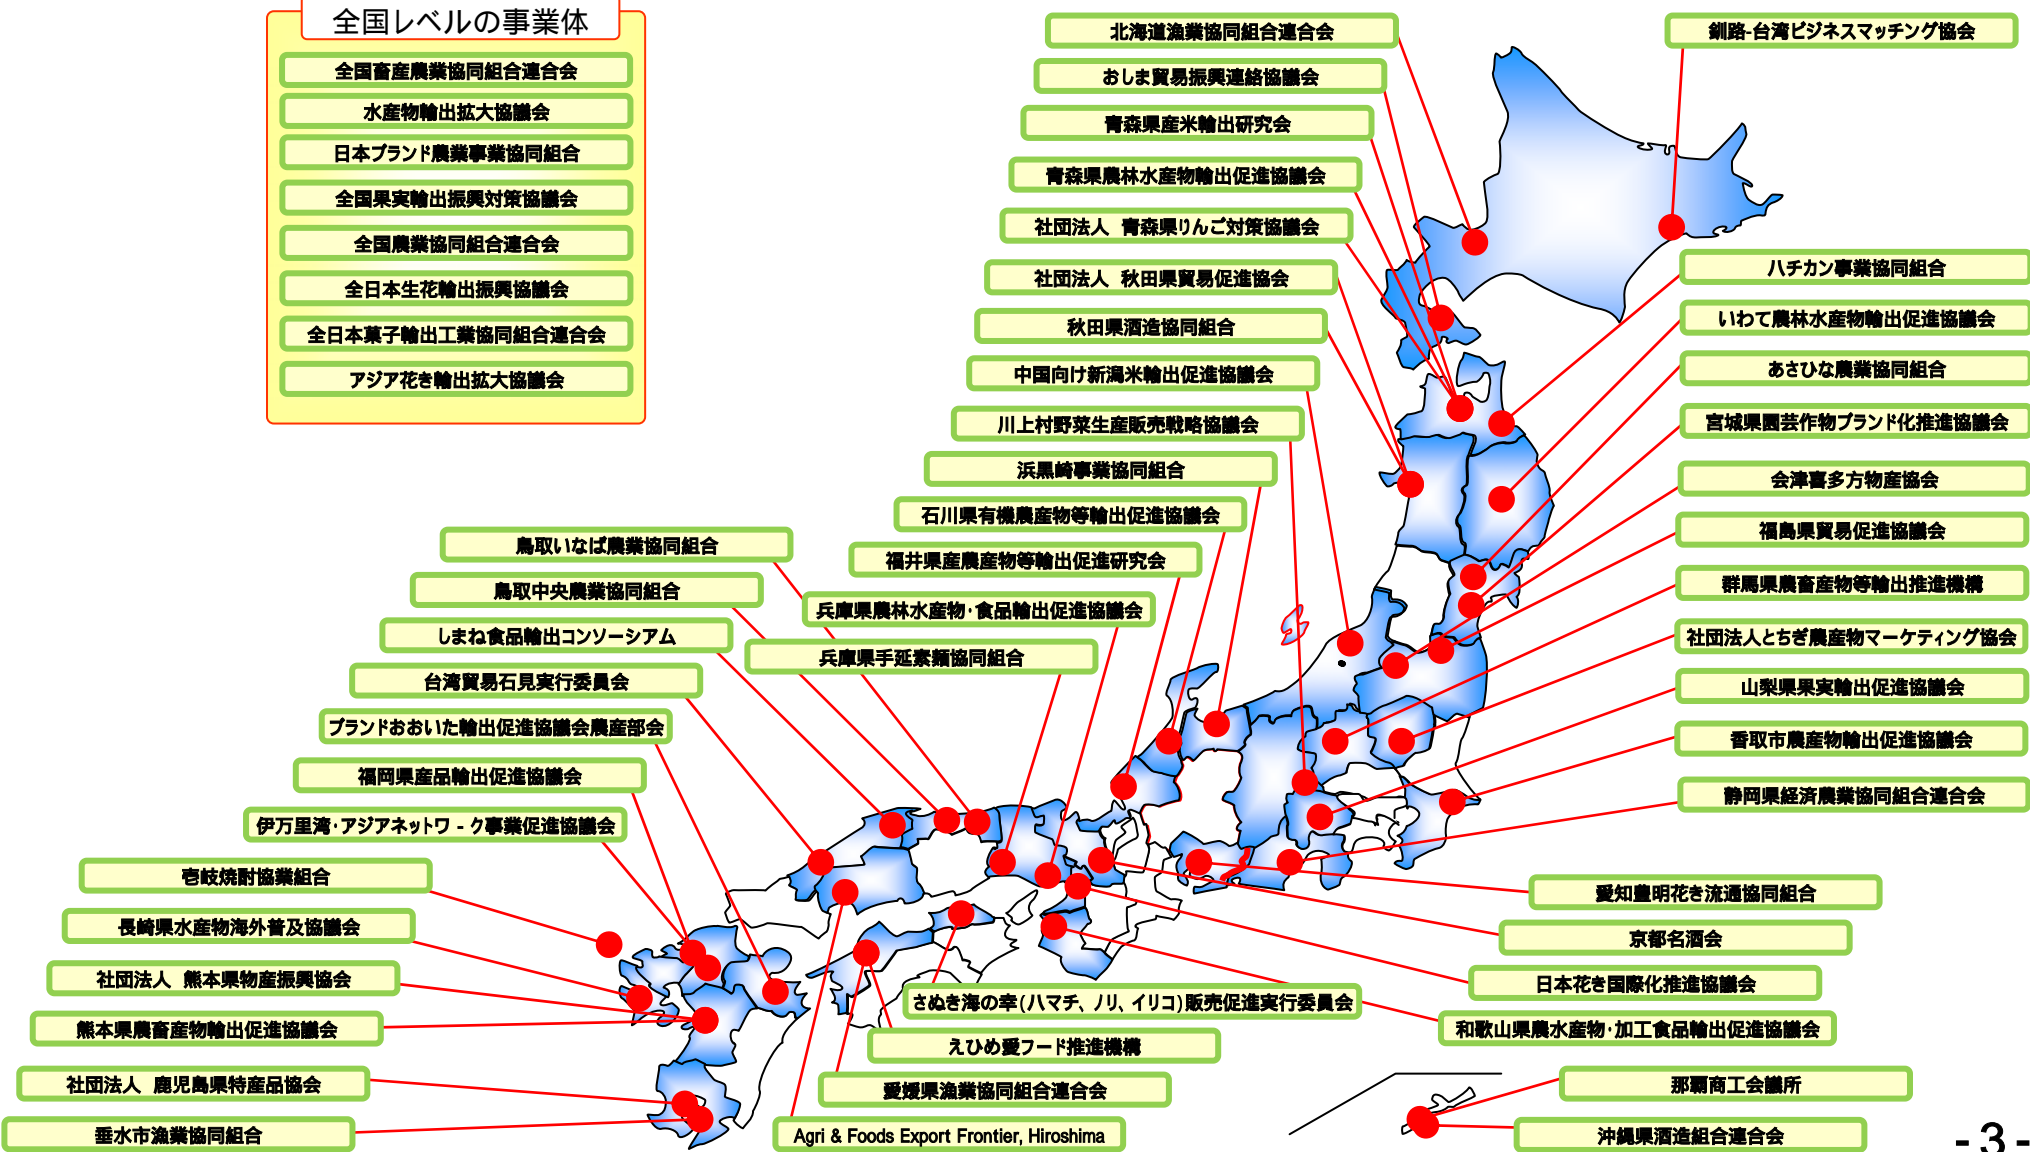 全国レベルの事業体
全国畜産農業協同組合連合会
水産物輸出拡大協議会
日本ブランド農業事業協同組合
全国果実輸出振興対策協議会
全国農業協同組合連合会
全日本生花輸出振興協議会
全日本菓子輸出工業協同組合連合会
アジア花き輸出拡大協議会
北海道漁業協同組合連合会
おしま貿易振興連絡協議会
青森県産米輸出研究会
青森県農林水産物輸出促進協議会
社団法人 青森県りんご対策協議会
社団法人 秋田県貿易促進協会
秋田県酒造協同組合
中国向け新潟米輸出促進協議会
川上村野菜生産販売戦略協議会
浜黒崎事業協同組合
石川県有機農産物等輸出促進協議会
福井県産農産物等輸出促進研究会
兵庫県農林水産物・食品輸出促進協議会
兵庫県手延素麺協同組合
鳥取いなば農業協同組合
鳥取中央農業協同組合
しまね食品輸出コンソーシアム
台湾貿易石見実行委員会
ブランドおおいた輸出促進協議会農産部会
福岡県産品輸出促進協議会
伊万里湾・アジアネットワ-ク事業促進協議会
壱岐焼酎協業組合
長崎県水産物海外普及協議会
社団法人 熊本県物産振興協会
熊本県農畜産物輸出促進協議会
社団法人 鹿児島県特産品協会
垂水市漁業協同組合
釧路-台湾ビジネスマッチング協会
ハチカン事業協同組合
いわて農林水産物輸出促進協議会
あさひな農業協同組合
宮城県園芸作物ブランド化推進協議会
会津喜多方物産協会
福島県貿易促進協議会
群馬県農畜産物等輸出推進機構
社団法人とちぎ農産物マーケティング協会
山梨県果実輸出促進協議会
香取市農産物輸出促進協議会
静岡県経済農業協同組合連合会
愛知豊明花き流通協同組合
京都名酒会
日本花き国際化推進協議会
和歌山県農水産物・加工食品輸出促進協議会
さぬき海の幸(ハマチ、ノリ、イリコ)販売促進実行委員会
えひめ愛フード推進機構
愛媛県漁業協同組合連合会
Agri & Foods Export Frontier, Hiroshima
那覇商工会議所
沖縄県酒造組合連合会
-3-